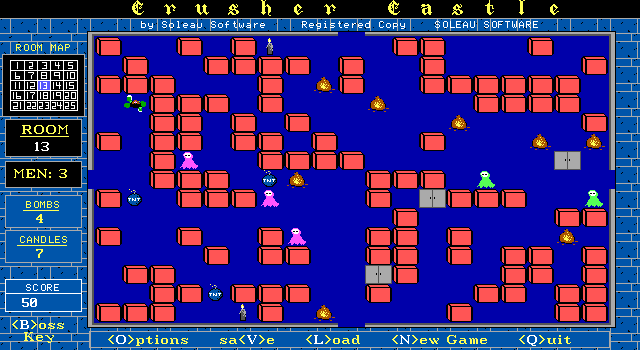 Crusher Castle
by Soleau Software Registered Copy $OLEAU SOFTWARE
ROOM MAP
1 2 3 4 5
6 7 8 9 10
11 12 13 14 15
16 17 18 19 20
21 22 23 24 25
ROOM
13
MEN: 3
BOMBS
4
CANDLES
7
SCORE
50
<B>oss
Key
TNT
TNT
TNT
<O>ptions sa<V>e <L>oad <N>ew Game <Q>uit